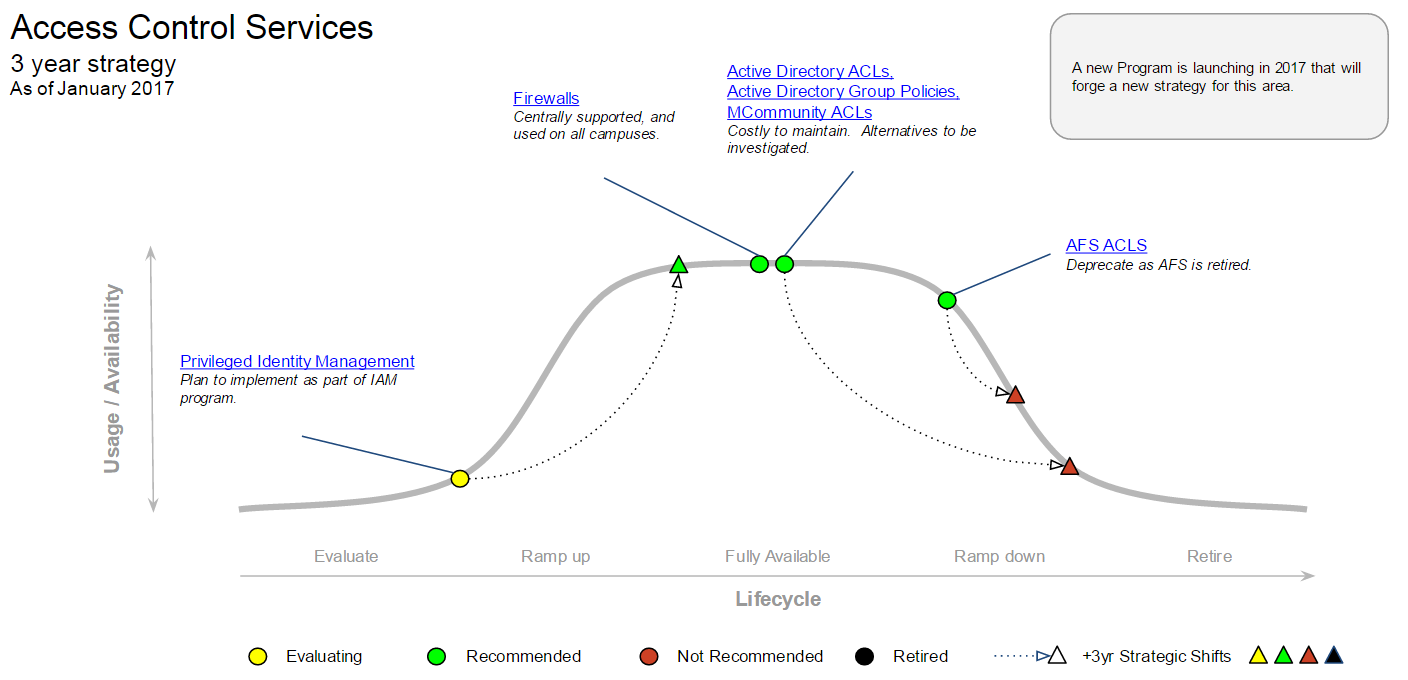 Access Control Services
3 year strategy
As of January 2017
A new Program is launching in 2017 that will
forge a new strategy for this area.
Firewalls
Centrally supported, and
used on all campuses.
Active Directory ACLs,
Active Directory Group Policies,
MCommunity ACLs
Costly to maintain.  Alternatives to be
investigated.
AFS ACLS
Deprecate as AFS is retired.
Privileged Identity Management
Plan to implement as part of IAM
program.
Usage / Availability
Evaluate
Ramp up
Fully Available
Ramp down
Retire
Lifecycle
Evaluating
Recommended
Not Recommended
Retired
+3yr Strategic Shifts